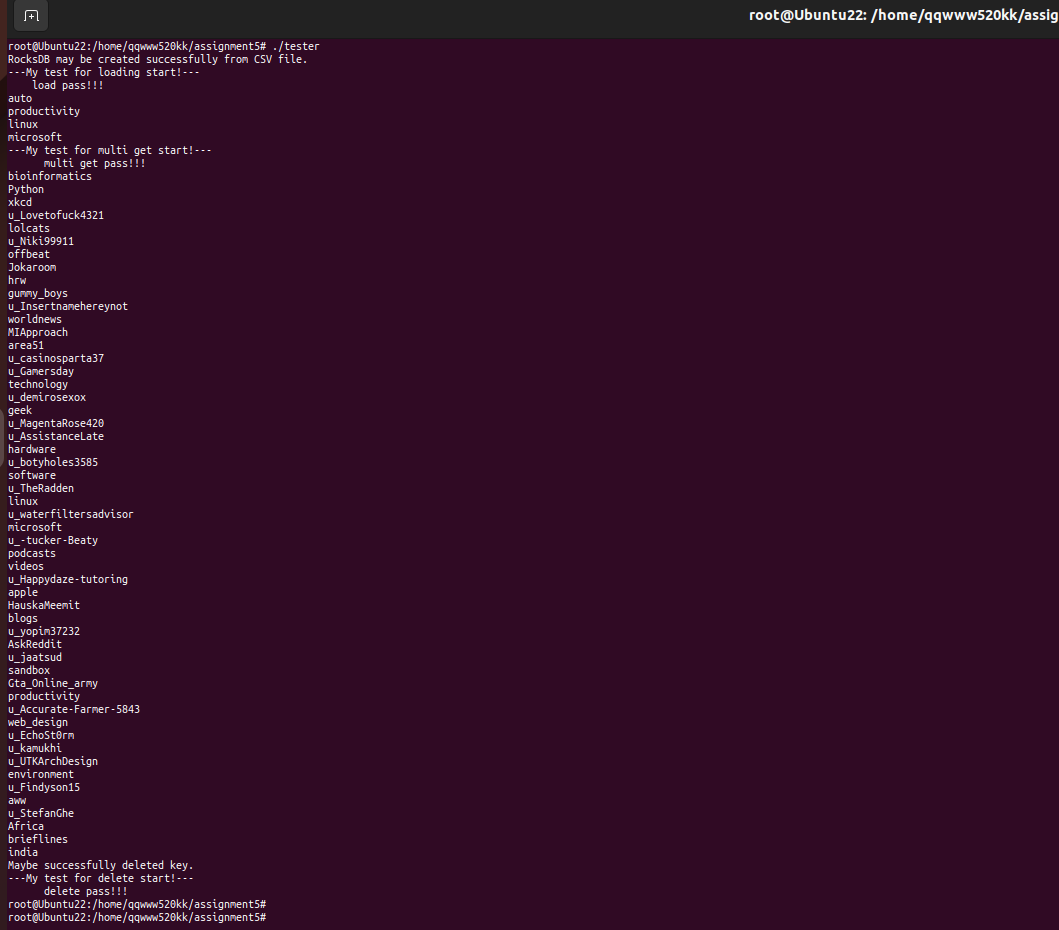 root@Ubuntu22: /home/qqwww520kk/assig
root@Ubuntu22:/home/qqwww520kk/assignment5# ./tester
RocksDB may be created successfully from CSV file.
---My test for loading start!---
    load pass!!!
auto
productivity
linux
microsoft
---My test for multi get start!---
      multi get pass!!!
bioinformatics
Python
xkcd
u_Lovetofuck4321
lolcats
u_Niki99911
offbeat
Jokaroom
hrw
gummy_boys
u_Insertnamehereynot
worldnews
MIApproach
area51
u_casinosparta37
u_Gamersday
technology
u_demirosexox
geek
u_MagentaRose420
u_AssistanceLate
hardware
u_botyholes3585
software
u_TheRadden
linux
u_waterfiltersadvisor
microsoft
u_-tucker-Beaty
podcasts
videos
u_Happydaze-tutoring
apple
HauskaMeemit
blogs
u_yopim37232
AskReddit
u_jaatsud
sandbox
Gta_Online_army
productivity
u_Accurate-Farmer-5843
web_design
u_EchoSt0rm
u_kamukhi
u_UTKArchDesign
environment
u_Findyson15
aww
u_StefanGhe
Africa
brieflines
india
Maybe successfully deleted key.
---My test for delete start!---
      delete pass!!!
root@Ubuntu22:/home/qqwww520kk/assignment5#
root@Ubuntu22:/home/qqwww520kk/assignment5#